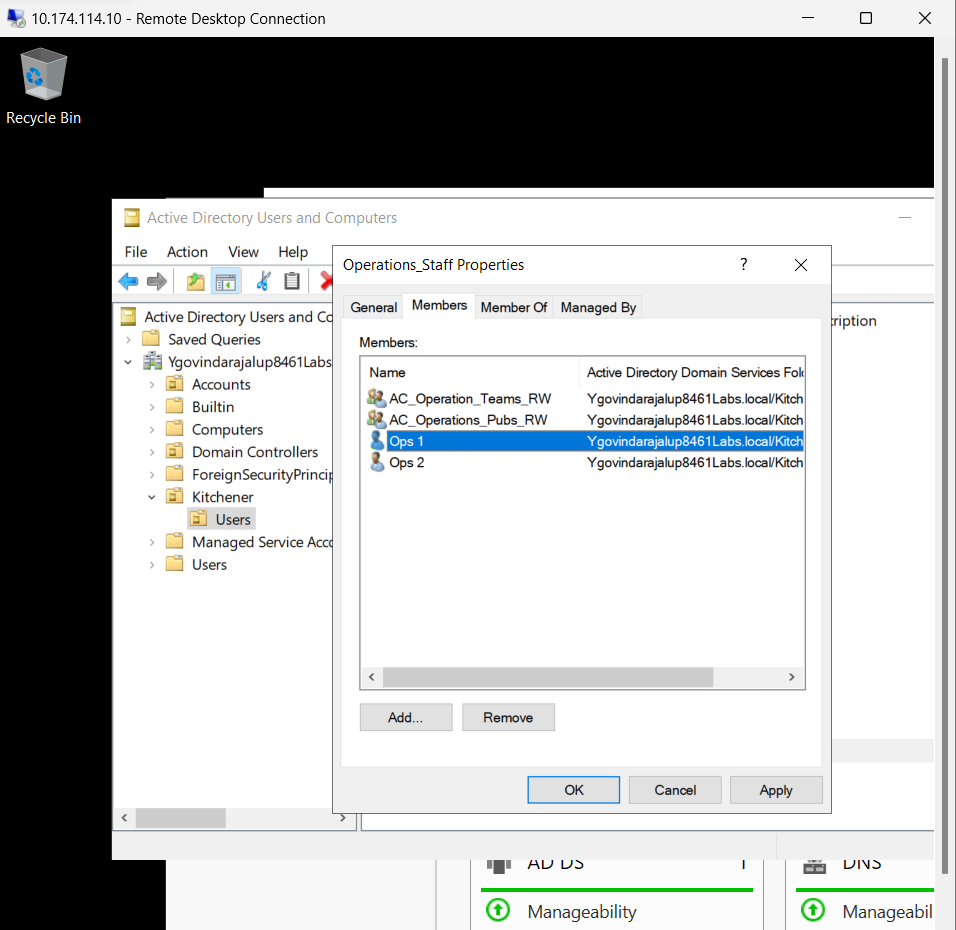 10.174.114.10 - Remote Desktop Connection
Recycle Bin
Active Directory Users and Computers
File Action View Help
Operations_Staff Properties
?
General Members Member Of Managed By
Members:
Name Active Directory Domain Services Fol
AC_Operation_Teams_RW Ygovindarajalup8461Labs.local/Kitch
AC_Operations_Pubs_RW Ygovindarajalup8461Labs.local/Kitch
Ops 1 Ygovindarajalup8461Labs.local/Kitch
Ops 2 Ygovindarajalup8461Labs.local/Kitch
Add... Remove
OK Cancel Apply
Active Directory Users and Co
Saved Queries
Ygovindarajalup8461Labs
Accounts
Builtin
Computers
Domain Controllers
ForeignSecurityPrincip
Kitchener
Users
Managed Service Acco
Users
cription
AD DS 1
Manageability
DNS
Manageabil